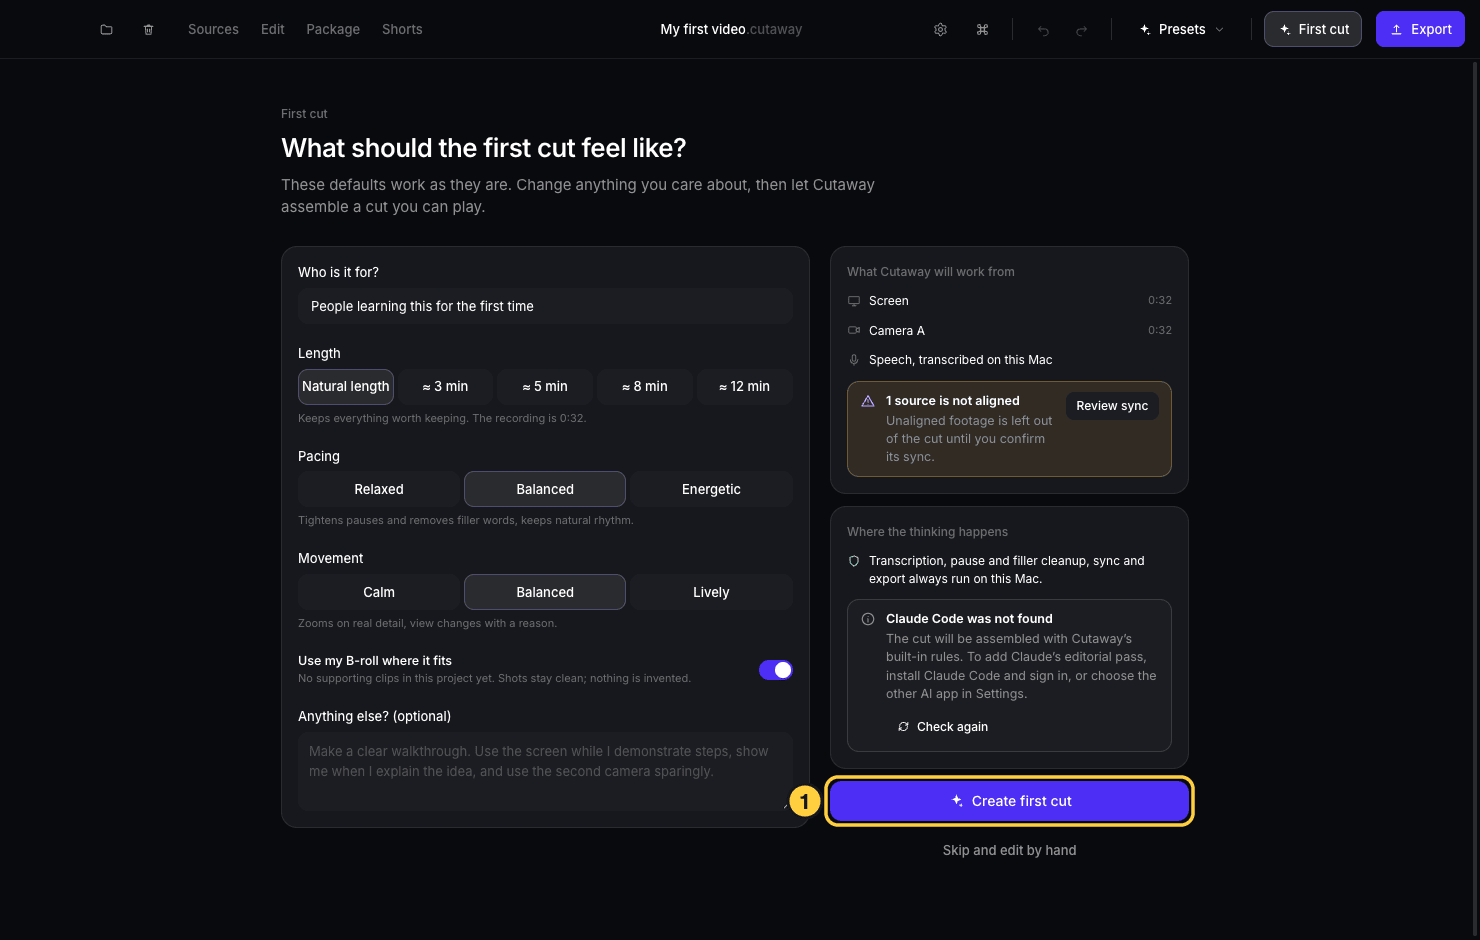 Sources
Edit
Package
Shorts
My first video.cutaway
Presets
First cut
Export
First cut
What should the first cut feel like?
These defaults work as they are. Change anything you care about, then let Cutaway
assemble a cut you can play.
Who is it for?
People learning this for the first time
Length
Natural length
≈ 3 min
≈ 5 min
≈ 8 min
≈ 12 min
Keeps everything worth keeping. The recording is 0:32.
Pacing
Relaxed
Balanced
Energetic
Tightens pauses and removes filler words, keeps natural rhythm.
Movement
Calm
Balanced
Lively
Zooms on real detail, view changes with a reason.
Use my B-roll where it fits
No supporting clips in this project yet. Shots stay clean; nothing is invented.
Anything else? (optional)
Make a clear walkthrough. Use the screen while I demonstrate steps, show
me when I explain the idea, and use the second camera sparingly.
What Cutaway will work from
Screen 0:32
Camera A 0:32
Speech, transcribed on this Mac
1 source is not aligned
Unaligned footage is left out
of the cut until you confirm
its sync.
Review sync
Where the thinking happens
Transcription, pause and filler cleanup, sync and
export always run on this Mac.
Claude Code was not found
The cut will be assembled with Cutaway’s
built-in rules. To add Claude’s editorial pass,
install Claude Code and sign in, or choose the
other AI app in Settings.
Check again
1
Create first cut
Skip and edit by hand